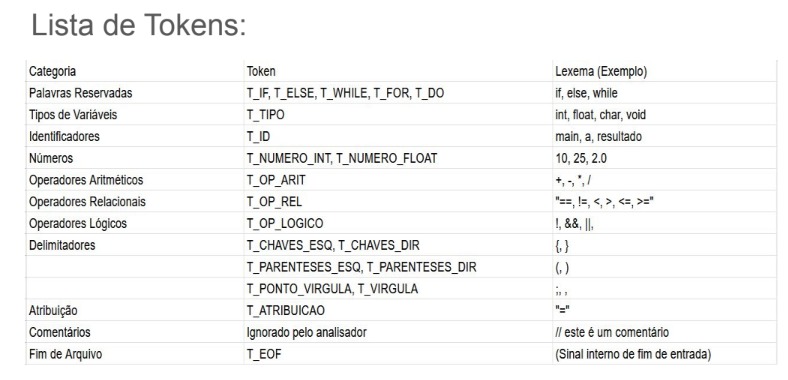 Lista de Tokens:
Categoria Token Lexema (Exemplo)
Palavras Reservadas T_IF, T_ELSE, T_WHILE, T_FOR, T_DO if, else, while
Tipos de Variáveis T_TIPO int, float, char, void
Identificadores T_ID main, a, resultado
Números T_NUMERO_INT, T_NUMERO_FLOAT 10, 25, 2.0
Operadores Aritméticos T_OP_ARIT +, -, *, /
Operadores Relacionais T_OP_REL "==, !=, <, >, <=, >="
Operadores Lógicos T_OP_LOGICO !, &&, ||,
Delimitadores T_CHAVES_ESQ, T_CHAVES_DIR {, }
T_PARENTESES_ESQ, T_PARENTESES_DIR (, )
T_PONTO_VIRGULA, T_VIRGULA ;, ,
Atribuição T_ATRIBUICAO "="
Comentários Ignorado pelo analisador // este é um comentário
Fim de Arquivo T_EOF (Sinal interno de fim de entrada)